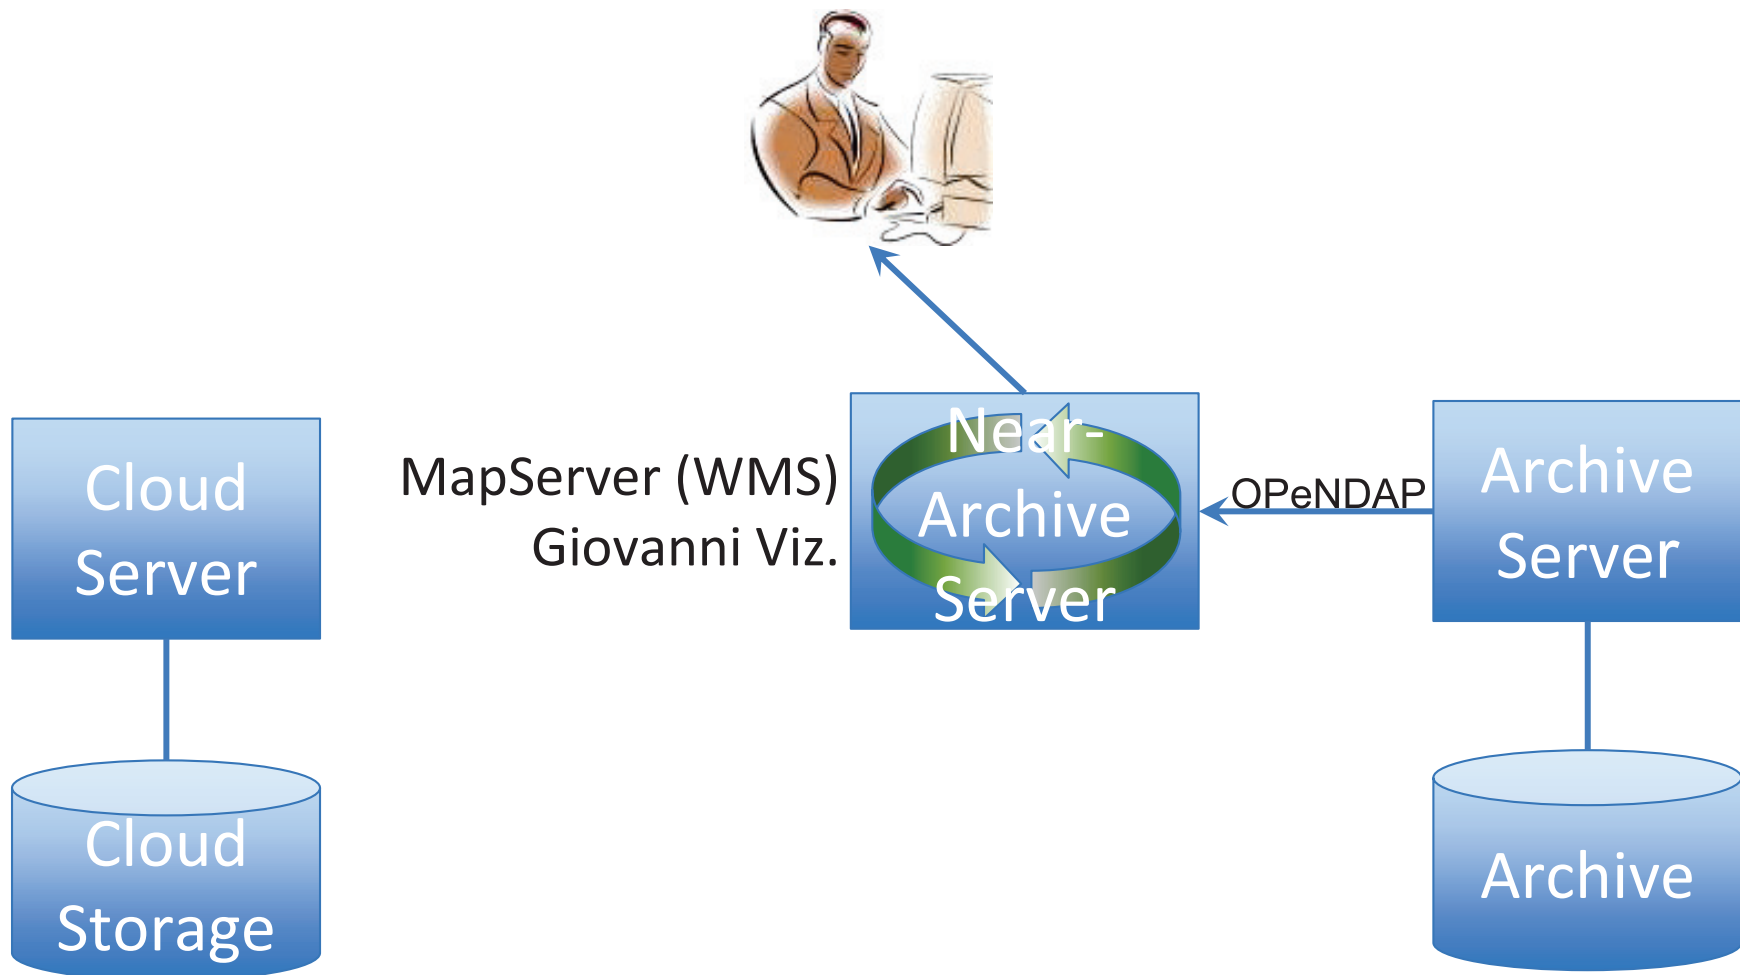 Cloud
Server
MapServer (WMS)
Giovanni Viz.
Near-
Archive
Server
OPeNDAP
Archive
Server
Cloud
Storage
Archive